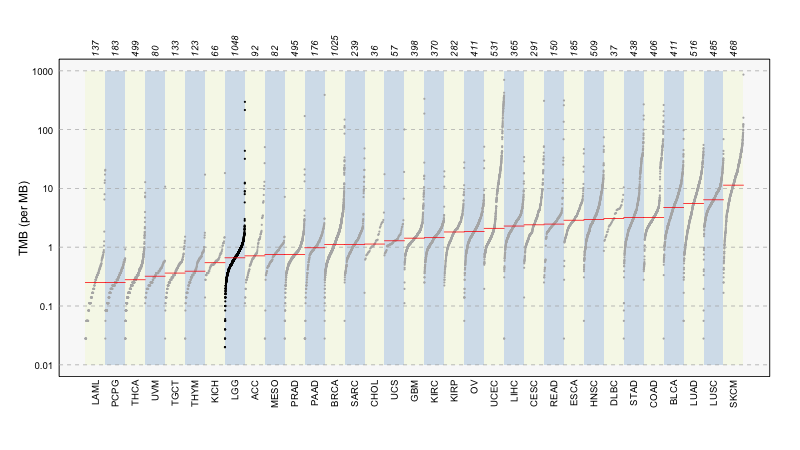 137 183 499 80 133 123 66 1048 92 82 495 176 1025 239 36 57 398 370 282 411 531 365 291 150 185 509 37 438 406 411 516 485 468
TMB (per MB)
1000
100
10
1
0.1
0.01
LAML PCPG THCA UVM TGCT THYM KICH LGG ACC MESO PRAD PAAD BRCA SARC CHOL UCS GBM KIRC KIRP OV UCEC LIHC CESC READ ESCA HNSC DLBC STAD COAD BLCA LUAD LUSC SKCM